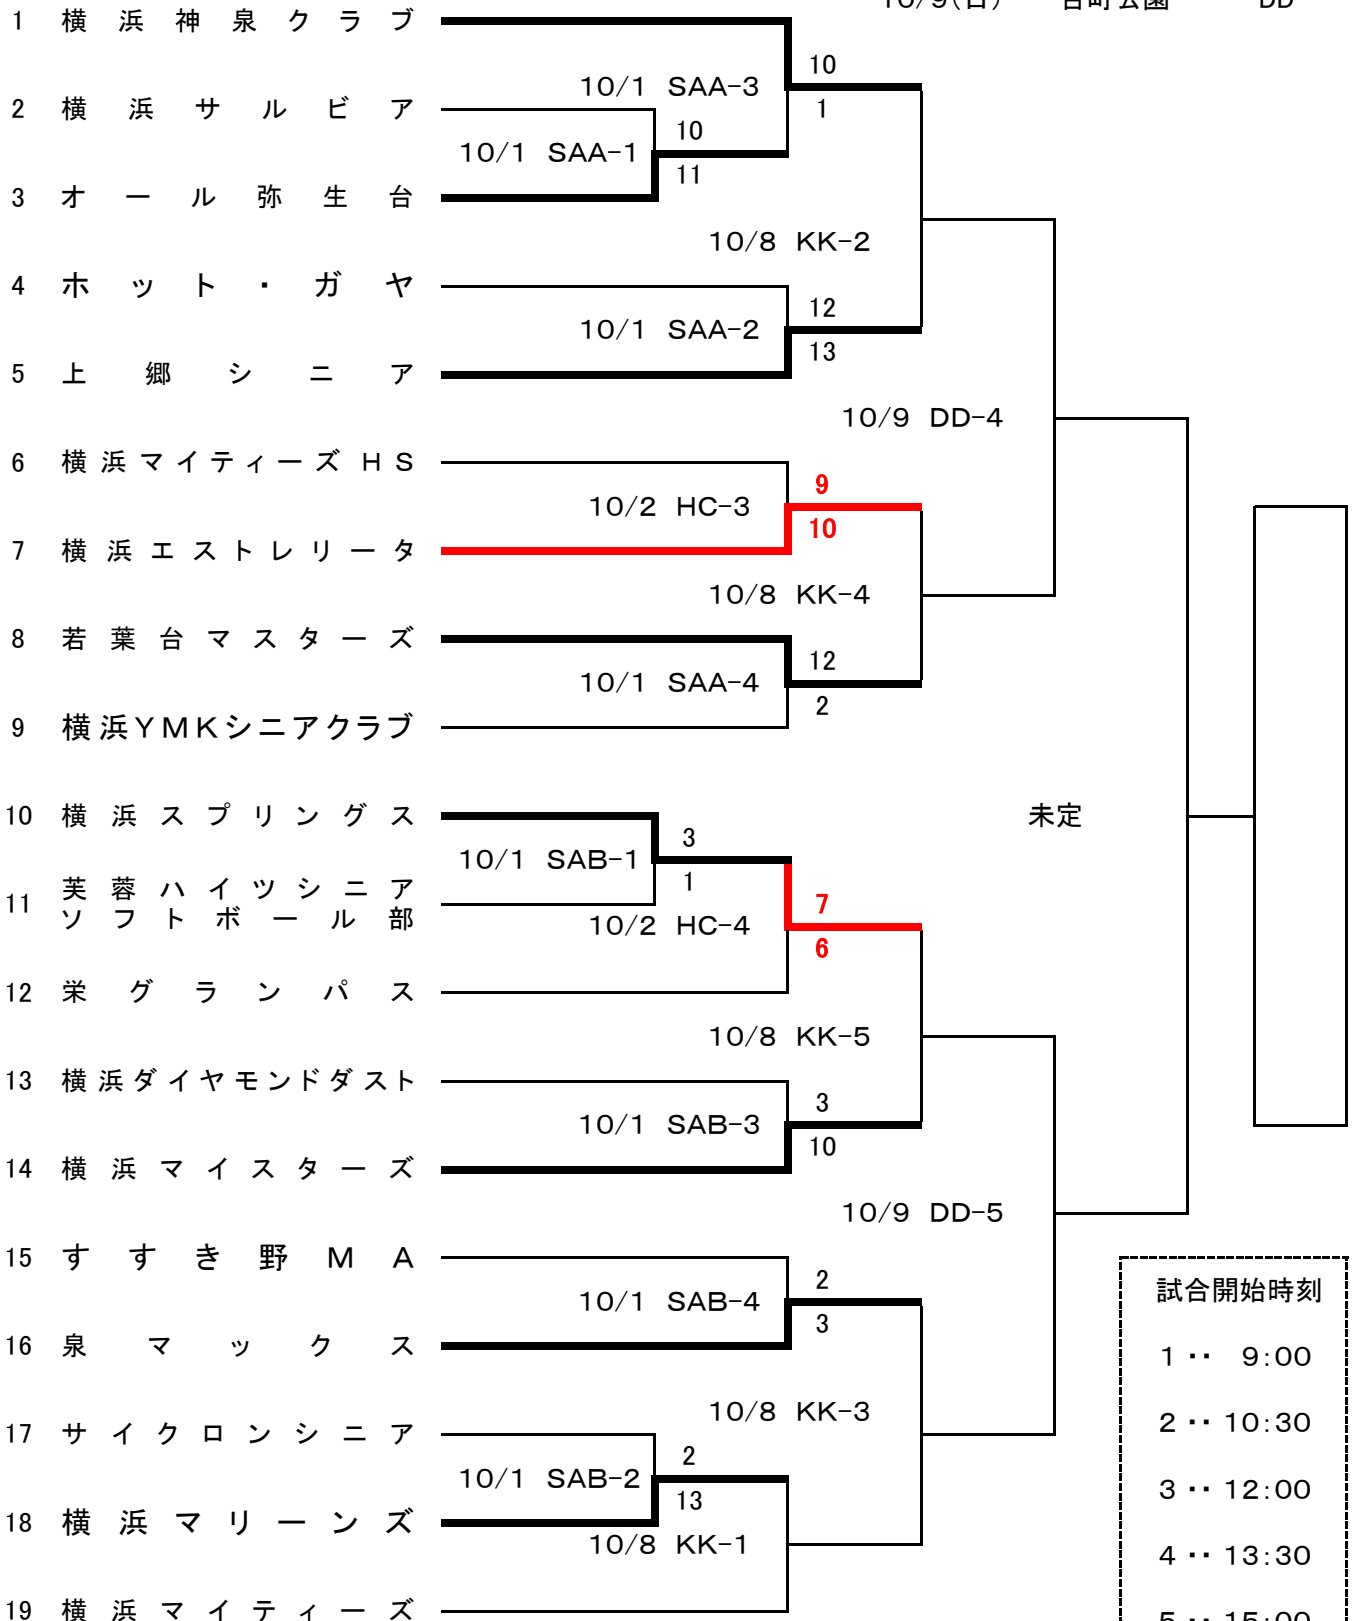 10/9(日) 台町公園 DD
1 横浜神泉クラブ
10
10/1 SAA-3
1
2 横浜サルビア
10
10/1 SAA-1
11
3 オール弥生台
10/8 KK-2
4 ホット・ガヤ
12
10/1 SAA-2
13
5 上郷シニア
10/9 DD-4
6 横浜マイティーズHS
9
10/2 HC-3
10
7 横浜エストレリータ
10/8 KK-4
8 若葉台マスターズ
12
10/1 SAA-4
2
9 横浜YMKシニアクラブ
10 横浜スプリングス
未定
3
10/1 SAB-1
1
11 芙蓉ハイツシニア
ソフトボール部
7
10/2 HC-4
6
12 栄グランパス
10/8 KK-5
13 横浜ダイヤモンドダスト
3
10/1 SAB-3
10
14 横浜マイスターズ
10/9 DD-5
15 すすき野MA
2
10/1 SAB-4
3
16 泉マックス
10/8 KK-3
17 サイクロンシニア
2
10/1 SAB-2
13
18 横浜マリーンズ
10/8 KK-1
19 横浜マイティーズ
試合開始時刻
1 ・・ 9:00
2 ・・ 10:30
3 ・・ 12:00
4 ・・ 13:30
5 ・・ 15:00